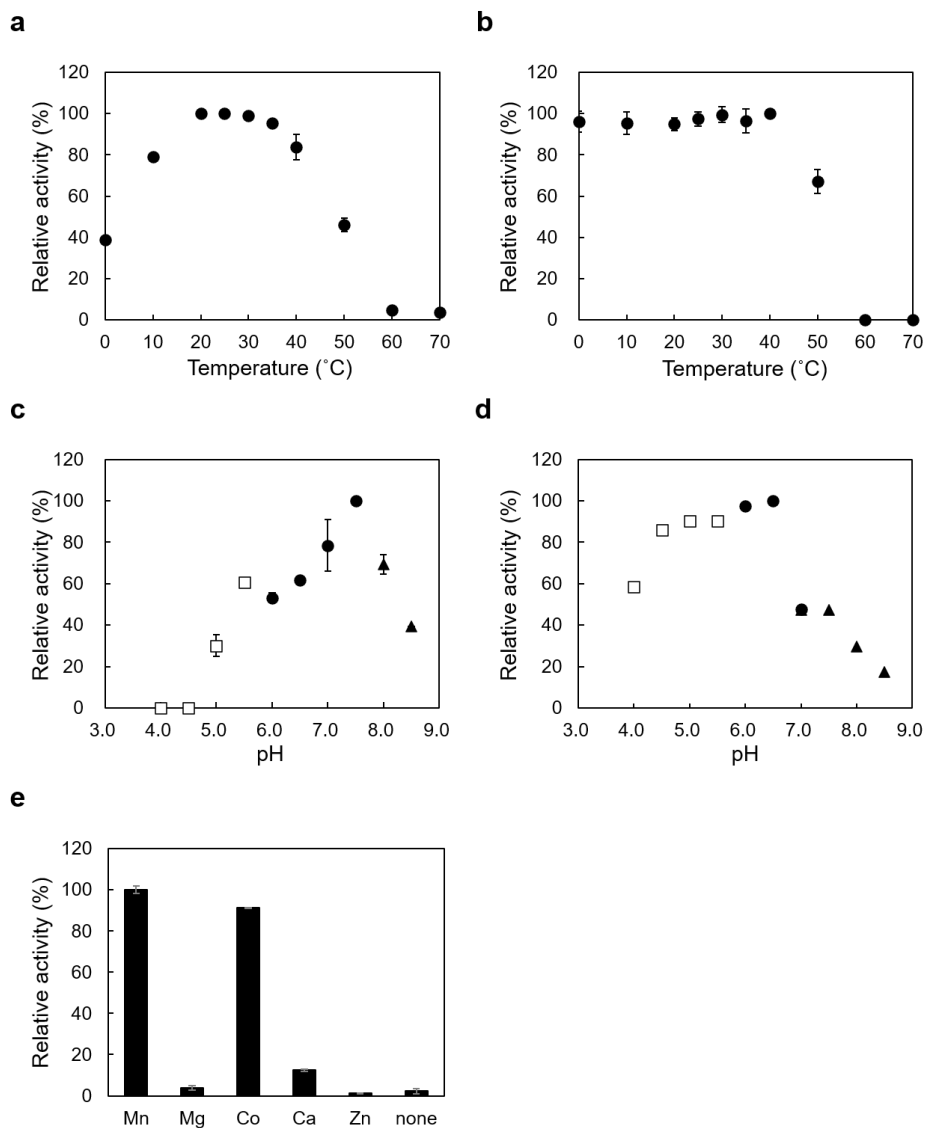 a
Relative activity (%)
120
100
80
60
40
20
0
0 10 20 30 40 50 60 70
Temperature (˚C)
b
Relative activity (%)
120
100
80
60
40
20
0
0 10 20 30 40 50 60 70
Temperature (˚C)
c
Relative activity (%)
120
100
80
60
40
20
0
3.0 4.0 5.0 6.0 7.0 8.0 9.0
pH
d
Relative activity (%)
120
100
80
60
40
20
0
3.0 4.0 5.0 6.0 7.0 8.0 9.0
pH
e
Relative activity (%)
120
100
80
60
40
20
0
Mn Mg Co Ca Zn none